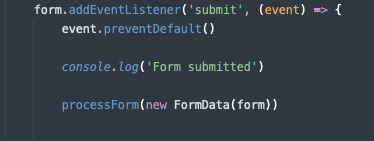 form.addEventListener('submit', (event) => {
event.preventDefault()
console.log('Form submitted')
processForm(new FormData(form))